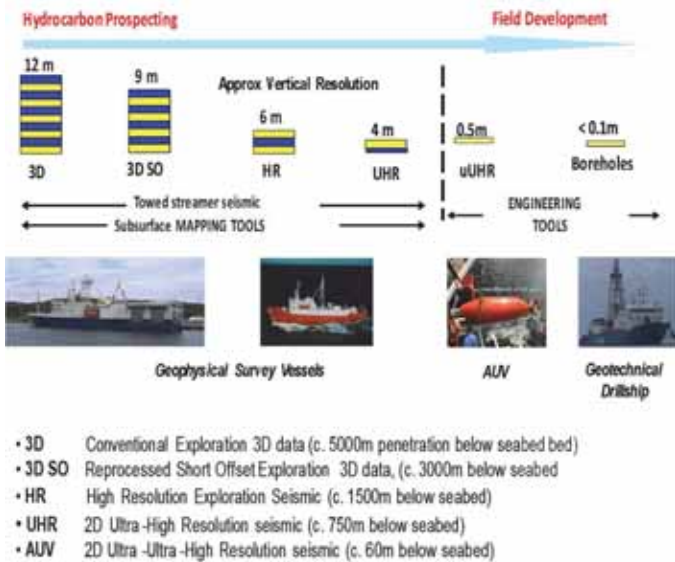 Hydrocarbon Prospecting Field Development
12 m
9 m
Approx Vertical Resolution
6 m
4 m
0.5m
< 0.1m
3D
3D SO
HR
UHR
uUHR
Boreholes
Towed streamer seismic
Subsurface MAPPING TOOLS
ENGINEERING
TOOLS
Geophysical Survey Vessels
AUV
Geotechnical
Drillship
• 3D Conventional Exploration 3D data (c. 5000m penetration below seabed bed)
• 3D SO Reprocessed Short Offset Exploration 3D data, (c. 3000m below seabed
• HR High Resolution Exploration Seismic (c. 1500m below seabed)
• UHR 2D Ultra -High Resolution seismic (c. 750m below seabed)
• AUV 2D Ultra -Ultra -High Resolution seismic (c. 60m below seabed)